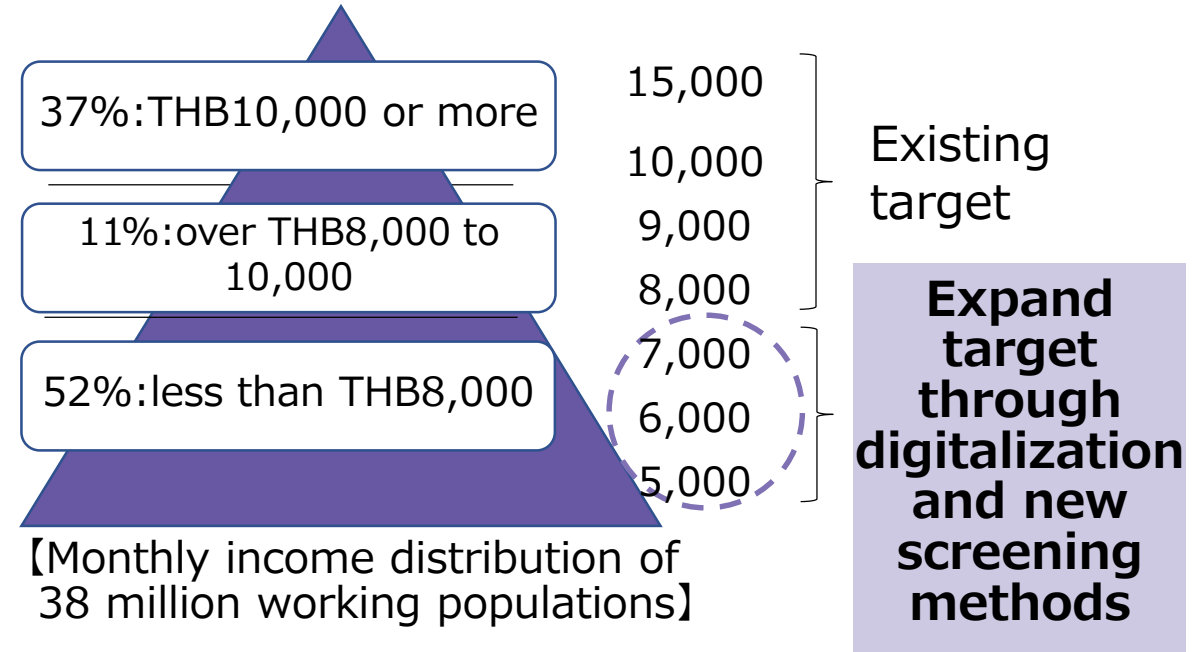 37%:THB10,000 or more
11%:over THB8,000 to
10,000
52%:less than THB8,000
15,000
10,000
9,000
8,000
7,000
6,000
5,000
Existing
target
Expand
target
through
digitalization
and new
screening
methods
【Monthly income distribution of
38 million working populations】